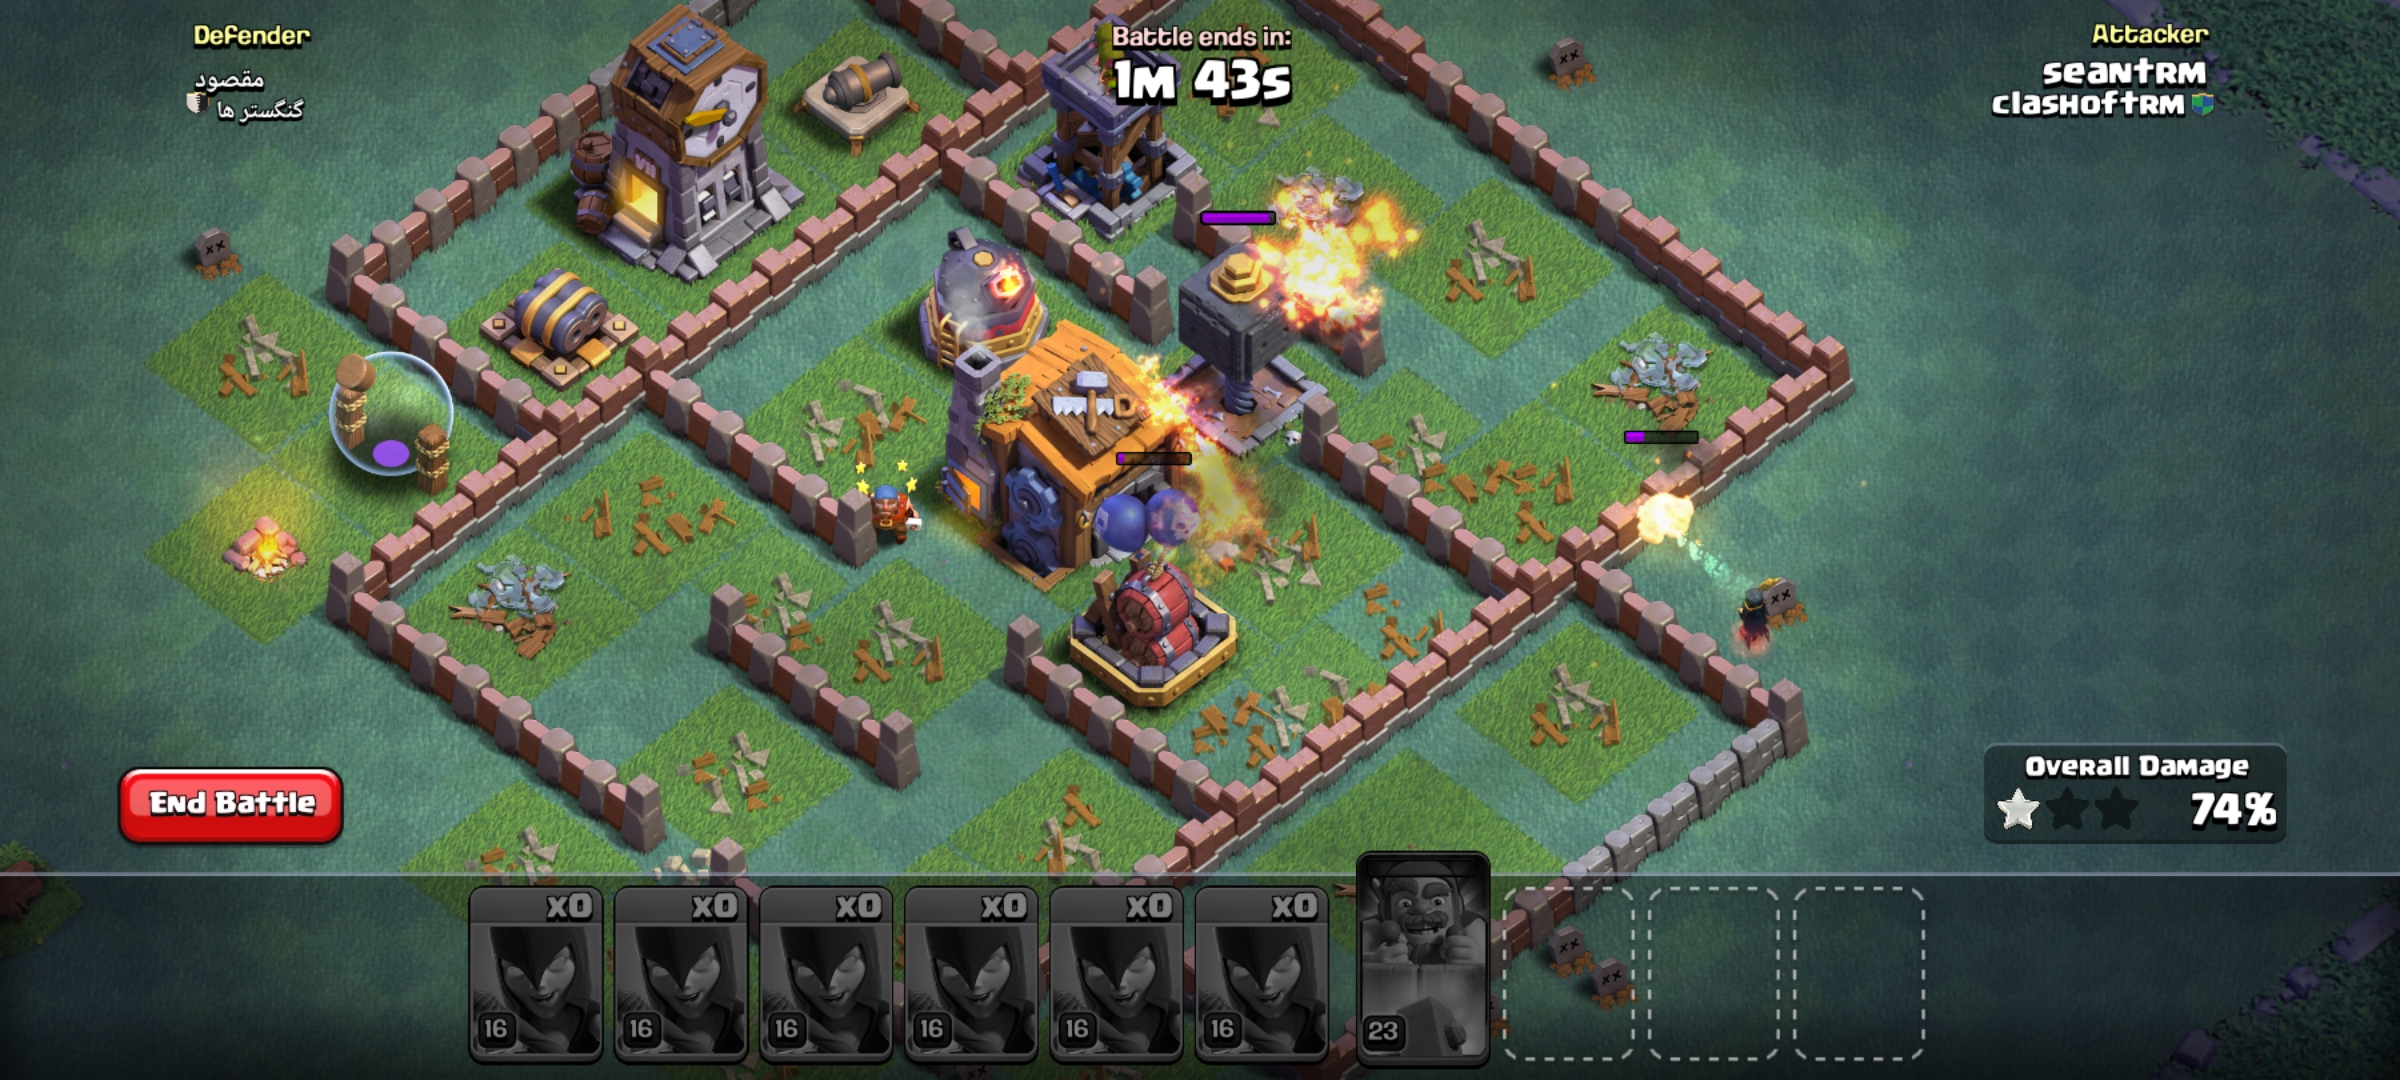 Defender
مقصود
گنگستر ها
Battle ends in:
1M 43s
Attacker
seantRM
clashoftRM
VII
End Battle
Overall Damage
74%
x0
x0
x0
x0
x0
x0
16
16
16
16
16
16
23